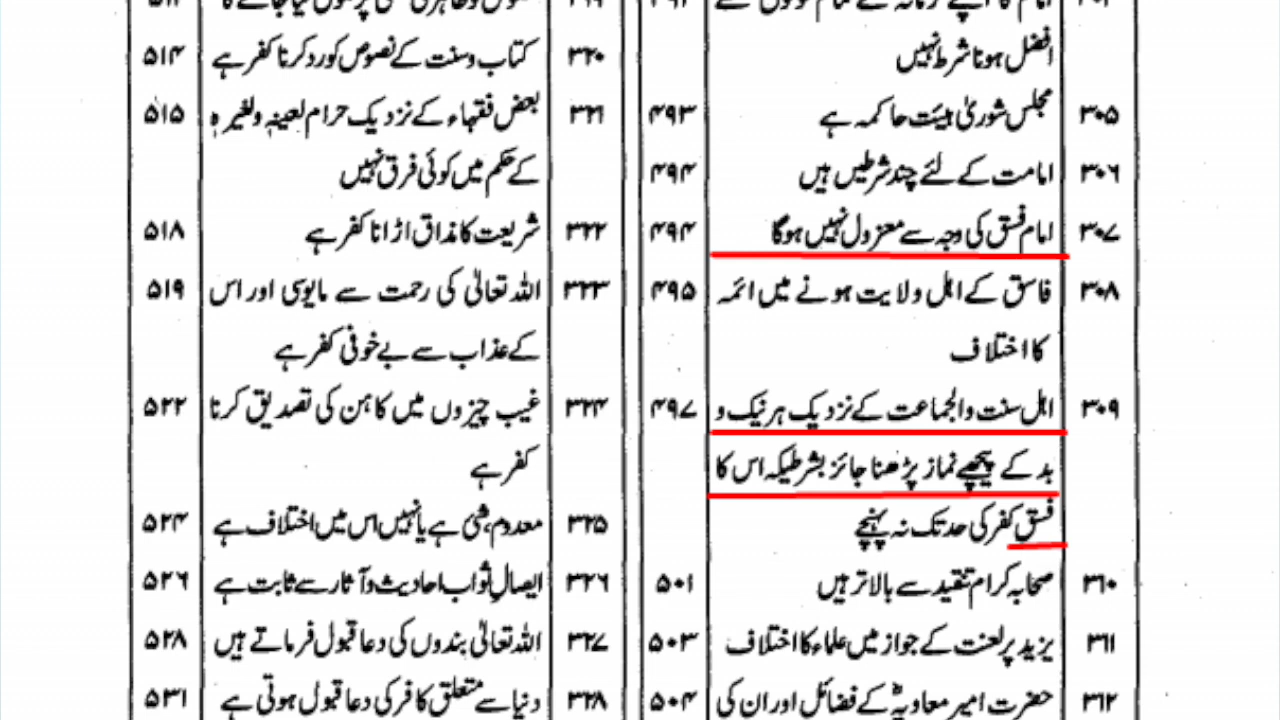 افضل ہونا شرط نہیں
۳۰۵ مجلس شوریٰ ہیئت حاکمہ ہے ۴۹۳
۳۰۶ امامت کے لئے چند شرطیں ہیں ۴۹۴
۳۰۷ امام فسق کی وجہ سے معزول نہیں ہوگا ۴۹۴
۳۰۸ فاسق کے اہل ولایت ہونے میں ائمہ ۴۹۵
کا اختلاف
۳۰۹ اہل سنت والجماعت کے نزدیک ہر نیک و ۴۹۷
بد کے پیچھے نماز پڑھنا جائز بشرطیکہ اس کا
فسق کفر کی حد تک نہ پہنچے
۳۱۰ صحابہ کرام تنقید سے بالاتر ہیں ۵۰۱
۳۱۱ یزید پر لعنت کے جواز میں علماء کا اختلاف ۵۰۳
۳۱۲ حضرت امیر معاویہؓ کے فضائل اور ان کی ۵۰۴
۳۲۰ کتاب و سنت کے نصوص کو رد کرنا کفر ہے ۵۱۴
۳۲۱ بعض فقہاء کے نزدیک حرام لعینہٖ ولغیرہٖ ۵۱۵
کے حکم میں کوئی فرق نہیں
۳۲۲ شریعت کا مذاق اڑانا کفر ہے ۵۱۸
۳۲۳ اللہ تعالیٰ کی رحمت سے مایوسی اور اس ۵۱۹
کے عذاب سے بے خوفی کفر ہے
۳۲۴ غیب چیزوں میں کاہن کی تصدیق کرنا ۵۲۲
کفر ہے
۳۲۵ معدوم شئ ہے یا نہیں اس میں اختلاف ہے ۵۲۴
۳۲۶ ایصالِ ثواب احادیث وآثار سے ثابت ہے ۵۲۶
۳۲۷ اللہ تعالیٰ بندوں کی دعا قبول فرماتے ہیں ۵۲۸
۳۲۸ دنیا سے متعلق کافر کی دعا قبول ہوتی ہے ۵۳۱